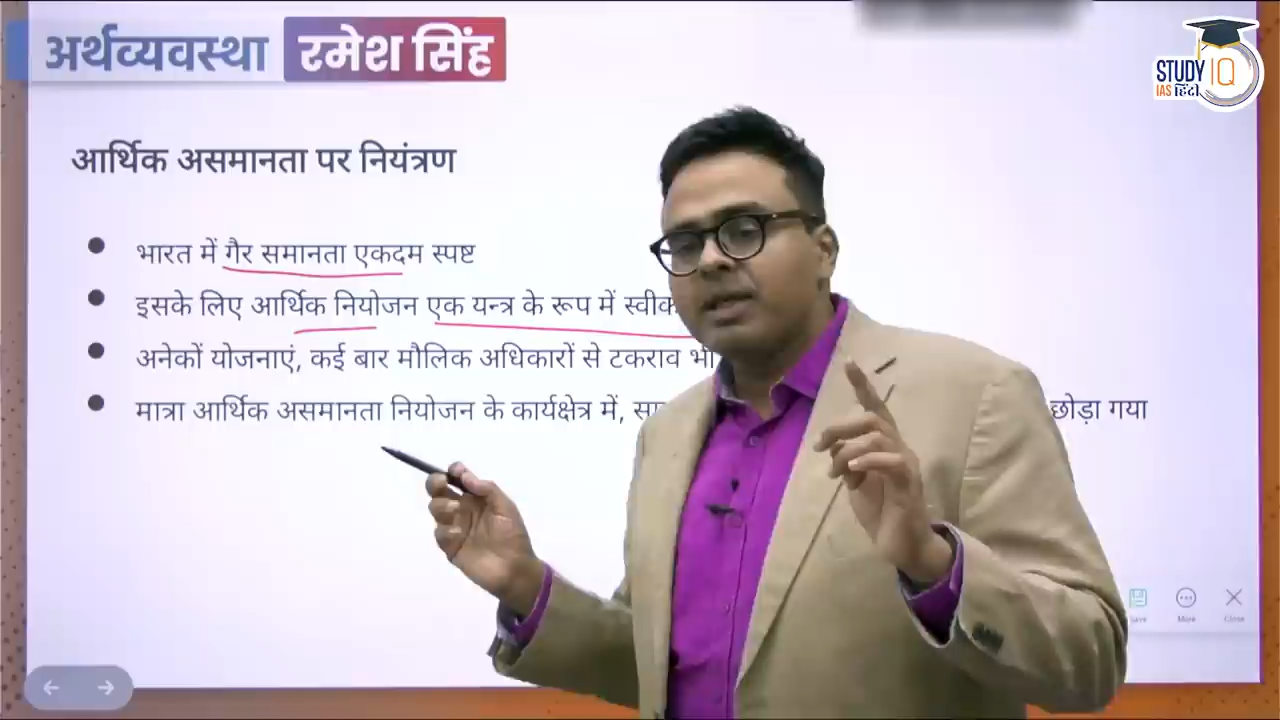 अर्थव्यवस्था रमेश सिंह
STUDY IQ
IAS हिंदी
आर्थिक असमानता पर नियंत्रण
भारत में गैर समानता एकदम स्पष्ट
इसके लिए आर्थिक नियोजन एक यन्त्र के रूप में
अनेकों योजनाएं, कई बार मौलिक अधिकारों से टकराव भी
मात्रा आर्थिक असमानता नियोजन के कार्यक्षेत्र में, छोड़ा गया
Save More Close